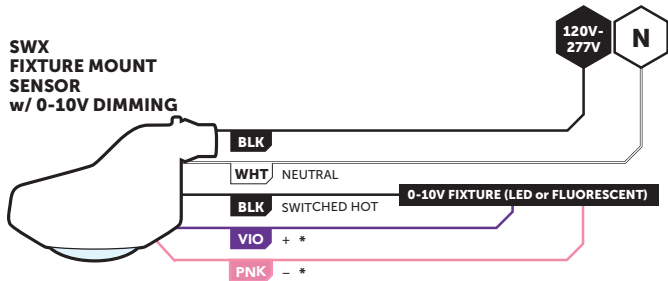 SWX
FIXTURE MOUNT
SENSOR
w/ 0-10V DIMMING
120V-
277V
N
BLK
WHT NEUTRAL
BLK SWITCHED HOT
0-10V FIXTURE (LED or FLUORESCENT)
VIO + *
PNK – *